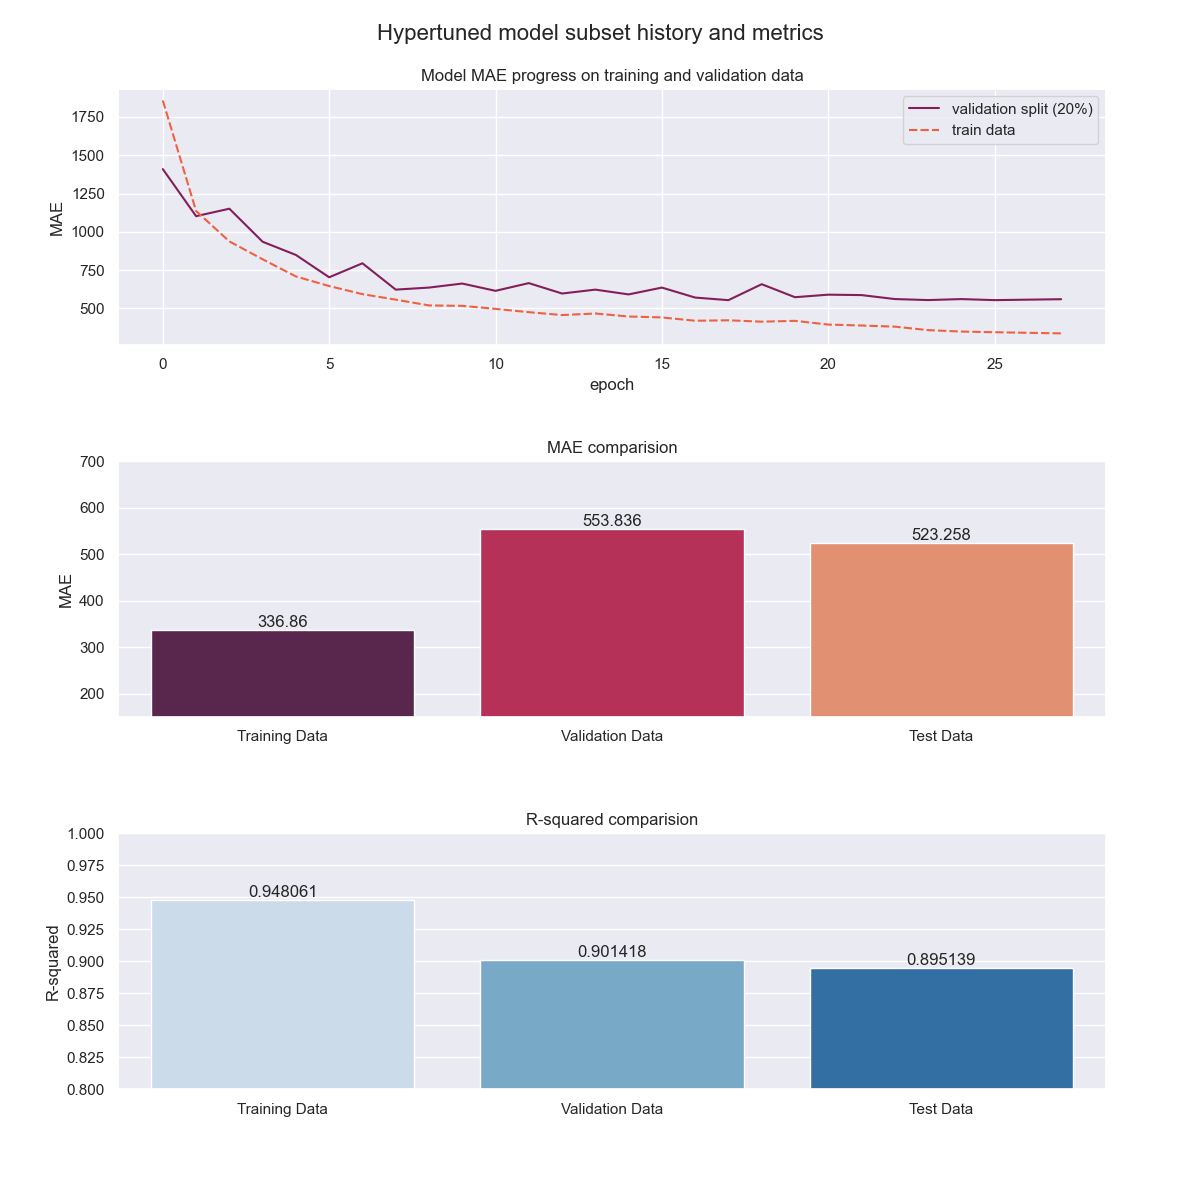 Hypertuned model subset history and metrics
Model MAE progress on training and validation data
validation split (20%)
train data
1750
1500
1250
1000
750
500
MAE
0
5
10
15
20
25
epoch
MAE comparision
700
600
500
400
300
200
MAE
336.86
553.836
523.258
Training Data
Validation Data
Test Data
R-squared comparision
1.000
0.975
0.950
0.925
0.900
0.875
0.850
0.825
0.800
R-squared
0.948061
0.901418
0.895139
Training Data
Validation Data
Test Data